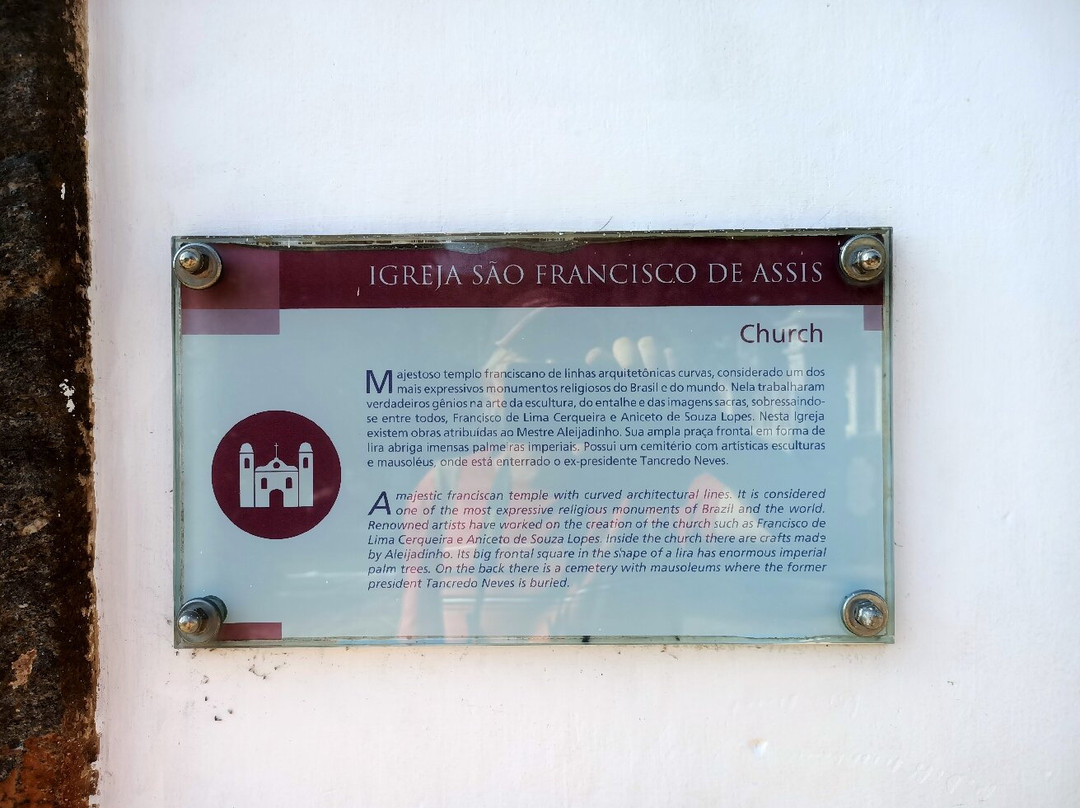 IGREJA SÃO FRANCISCO DE ASSIS
Church
Majestoso templo franciscano de linhas arquitetônicas curvas, considerado um dos
mais expressivos monumentos religiosos do Brasil e do mundo. Nela trabalharam
verdadeiros gênios na arte da escultura, do entalhe e das imagens sacras, sobressaindo-
se entre todos, Francisco de Lima Cerqueira e Aniceto de Souza Lopes. Nesta Igreja
existem obras atribuídas ao Mestre Aleijadinho. Sua ampla praça frontal em forma de
lira abriga imensas palmeiras imperiais. Possui um cemitério com artísticas esculturas
e mausoléus, onde está enterrado o ex-presidente Tancredo Neves.
A majestic franciscan temple with curved architectural lines. It is considered
one of the most expressive religious monuments of Brazil and the world.
Renowned artists have worked on the creation of the church such as Francisco de
Lima Cerqueira e Aniceto de Souza Lopes. Inside the church there are crafts made
by Aleijadinho. Its big frontal square in the shape of a lira has enormous imperial
palm trees. On the back there is a cemetery with mausoleums where the former
president Tancredo Neves is buried.